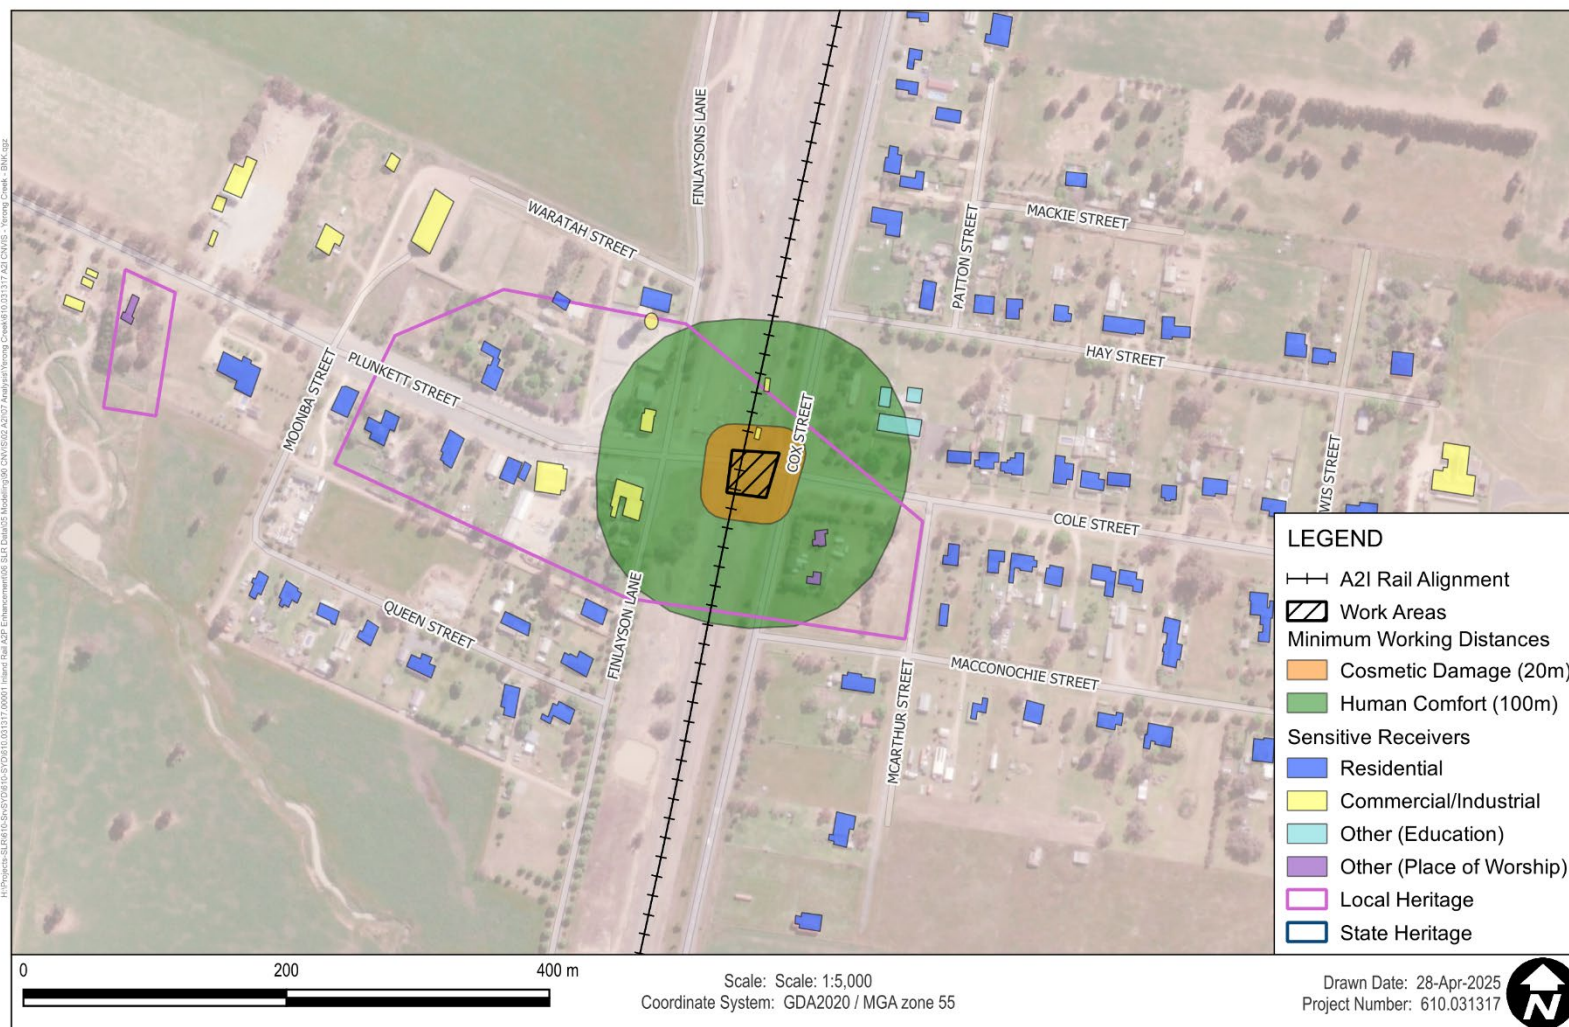 FINLAYSONS LANE
WARATAH STREET
MACKIE STREET
PATTON STREET
HAY STREET
MOONBA STREET
PLUNKETT STREET
COX STREET
COLE STREET
WIS STREET
QUEEN STREET
FINLAYSON LANE
MACCONOCHIE STREET
MCARTHUR STREET
LEGEND
A2I Rail Alignment
Work Areas
Minimum Working Distances
Cosmetic Damage (20m)
Human Comfort (100m)
Sensitive Receivers
Residential
Commercial/Industrial
Other (Education)
Other (Place of Worship)
Local Heritage
State Heritage
0 200 400 m
Scale: Scale: 1:5,000
Coordinate System: GDA2020 / MGA zone 55
Drawn Date: 28-Apr-2025
Project Number: 610.031317
N